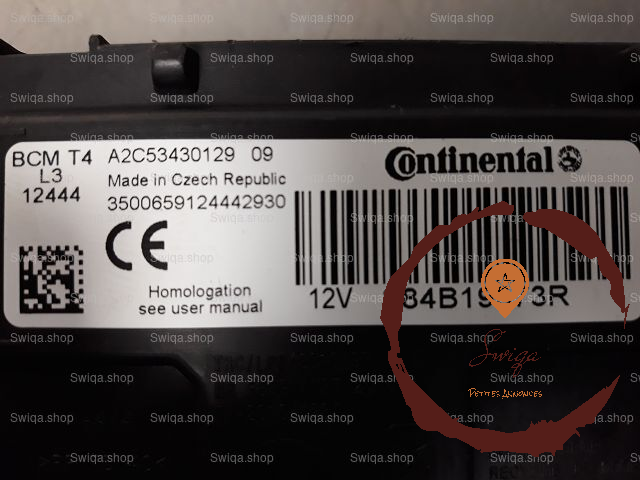 BCM T4
L3
12444
A2C53430129 09
Made in Czech Republic
3500659124442930
CE
Homologation
see user manual
Continental
12V
Swiqa
PETITES ANNONCES
Swiqa.shop